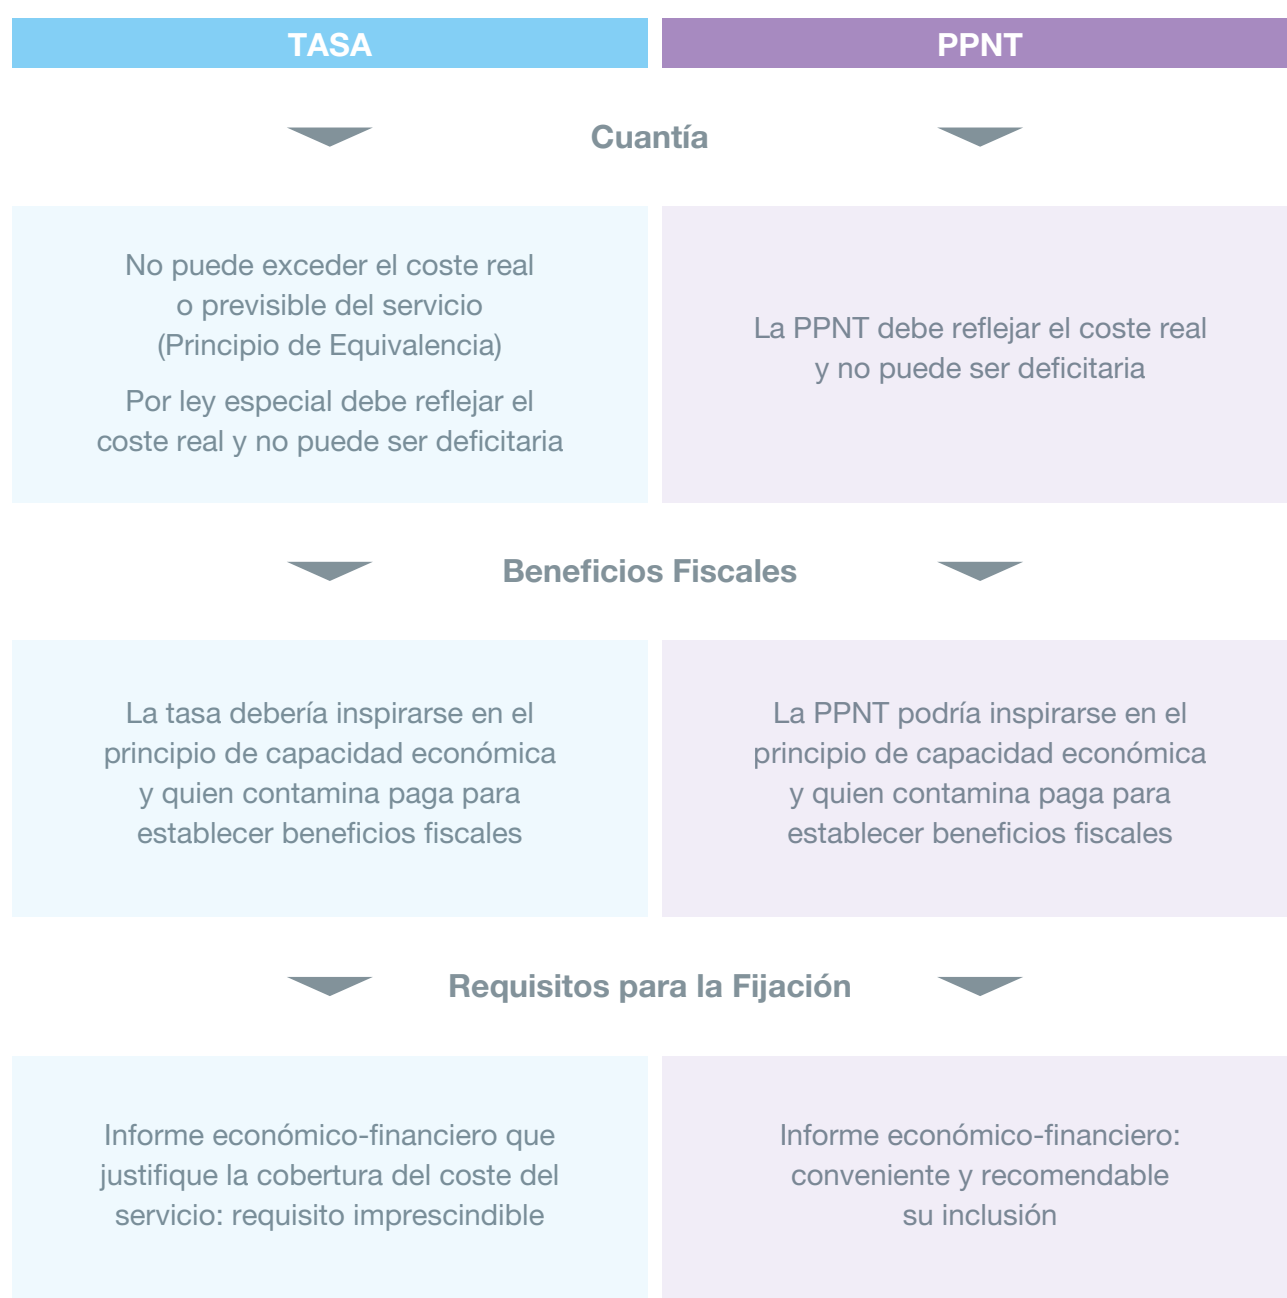 TASA
PPNT
Cuantía
No puede exceder el coste real
o previsible del servicio
(Principio de Equivalencia)
Por ley especial debe reflejar el
coste real y no puede ser deficitaria
La PPNT debe reflejar el coste real
y no puede ser deficitaria
Beneficios Fiscales
La tasa debería inspirarse en el
principio de capacidad económica
y quien contamina paga para
establecer beneficios fiscales
La PPNT podría inspirarse en el
principio de capacidad económica
y quien contamina paga para
establecer beneficios fiscales
Requisitos para la Fijación
Informe económico-financiero que
justifique la cobertura del coste del
servicio: requisito imprescindible
Informe económico-financiero:
conveniente y recomendable
su inclusión